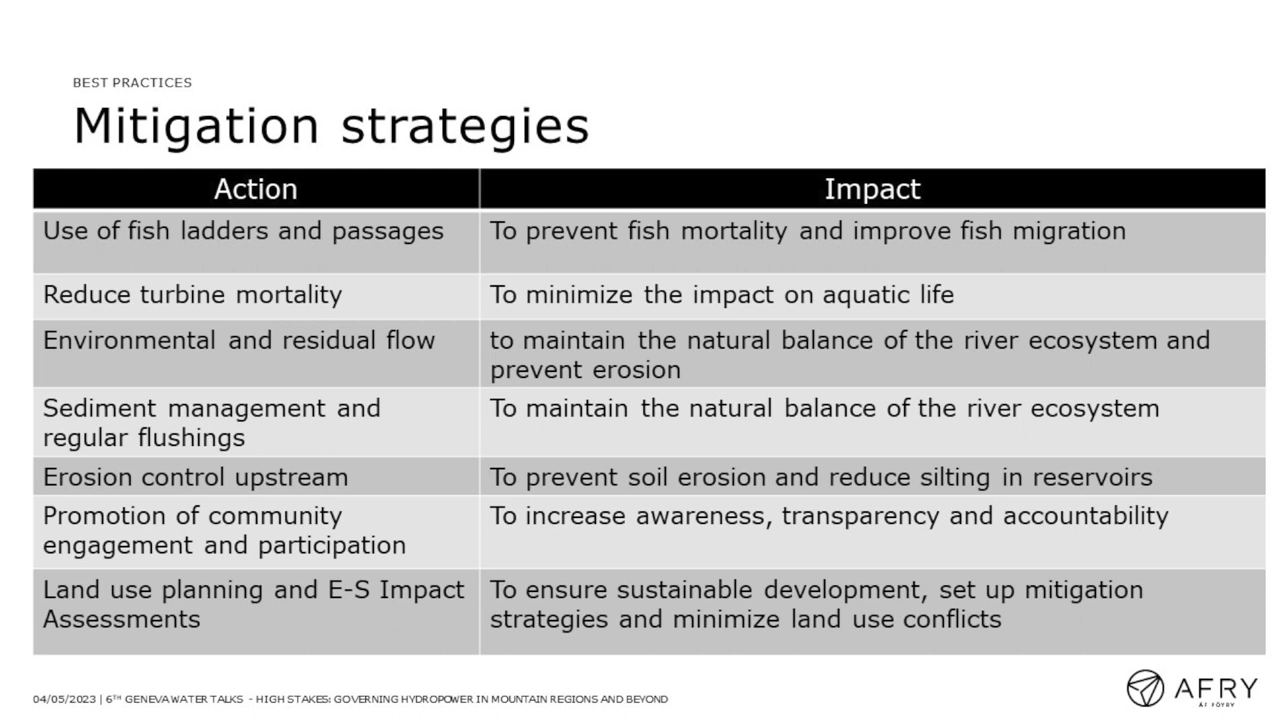 BEST PRACTICES
Mitigation strategies
Action
Impact
Use of fish ladders and passages
To prevent fish mortality and improve fish migration
Reduce turbine mortality
To minimize the impact on aquatic life
Environmental and residual flow
to maintain the natural balance of the river ecosystem and
prevent erosion
Sediment management and
regular flushings
To maintain the natural balance of the river ecosystem
Erosion control upstream
To prevent soil erosion and reduce silting in reservoirs
Promotion of community
engagement and participation
To increase awareness, transparency and accountability
Land use planning and E-S Impact
Assessments
To ensure sustainable development, set up mitigation
strategies and minimize land use conflicts
04/05/2023 | 6TH GENEVA WATER TALKS - HIGH STAKES: GOVERNING HYDROPOWER IN MOUNTAIN REGIONS AND BEYOND
AFRY
ÅF PÖYRY